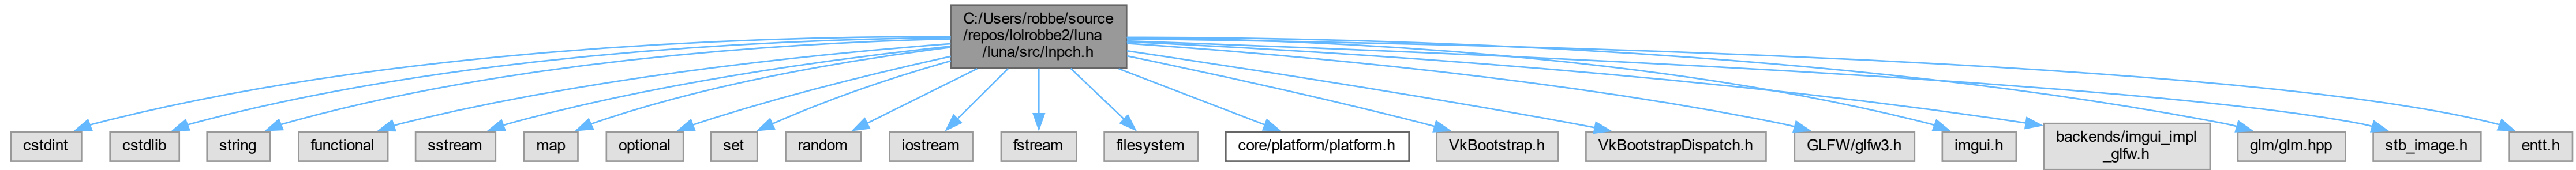 C:/Users/robbe/source
/repos/lolrobbe2/luna
/luna/src/lnpch.h
cstdint
cstdlib
string
functional
sstream
map
optional
set
random
iostream
fstream
filesystem
core/platform/platform.h
VkBootstrap.h
VkBootstrapDispatch.h
GLFW/glfw3.h
imgui.h
backends/imgui_impl
_glfw.h
glm/glm.hpp
stb_image.h
entt.h